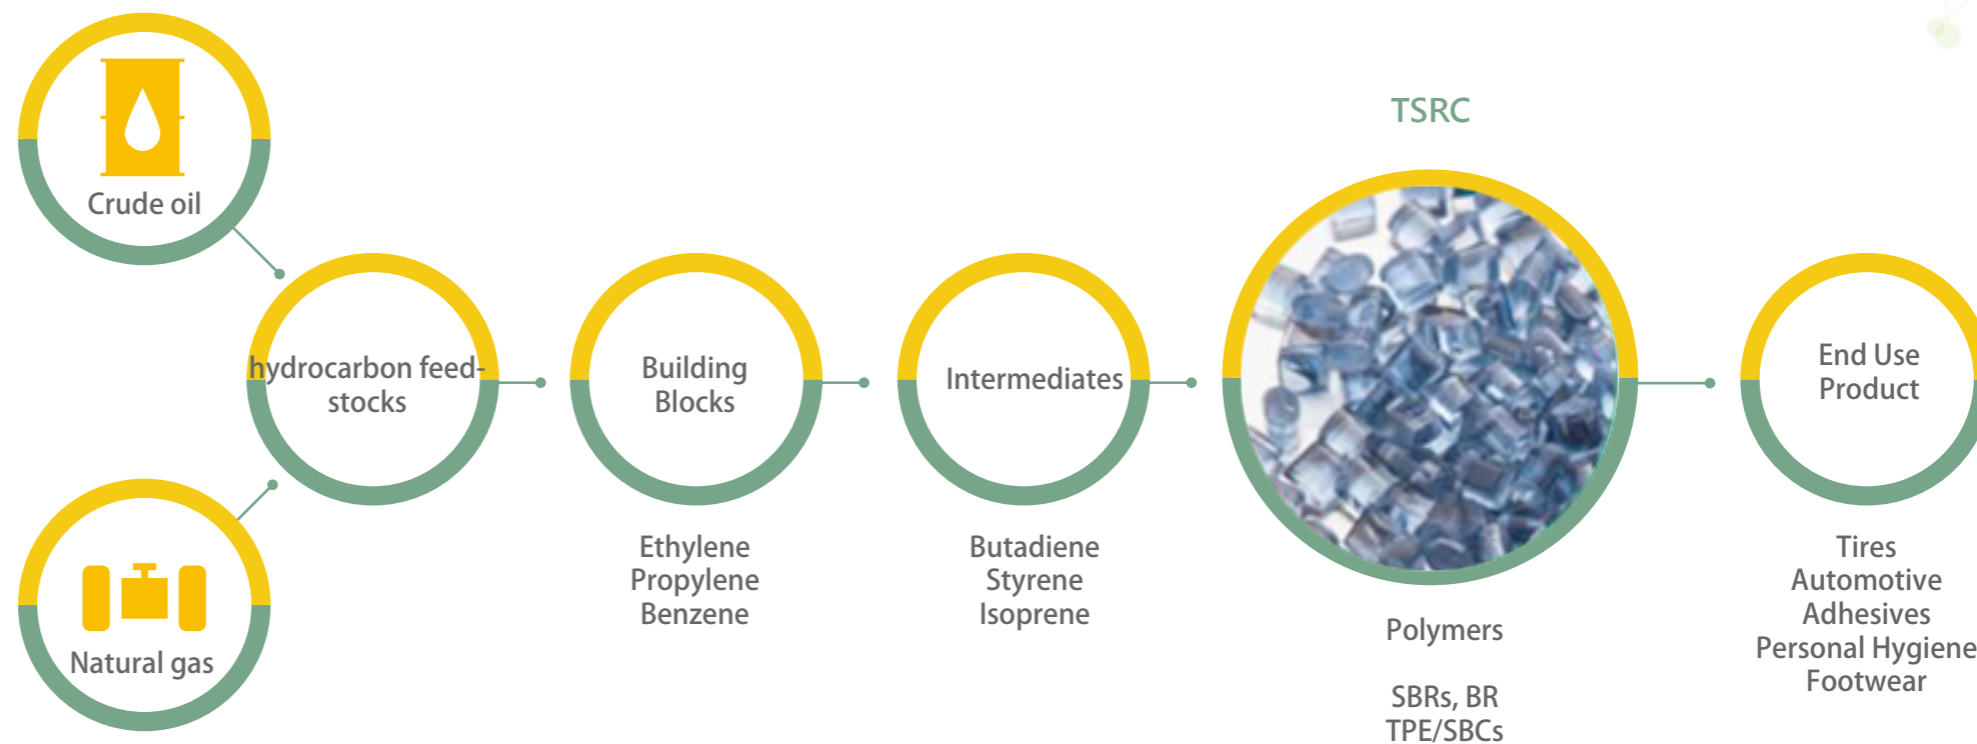 Crude oil
Natural gas
hydrocarbon feed-
stocks
Building
Blocks
Ethylene
Propylene
Benzene
Intermediates
Butadiene
Styrene
Isoprene
TSRC
Polymers
SBRs, BR
TPE/SBCs
End Use
Product
Tires
Automotive
Adhesives
Personal Hygiene
Footwear